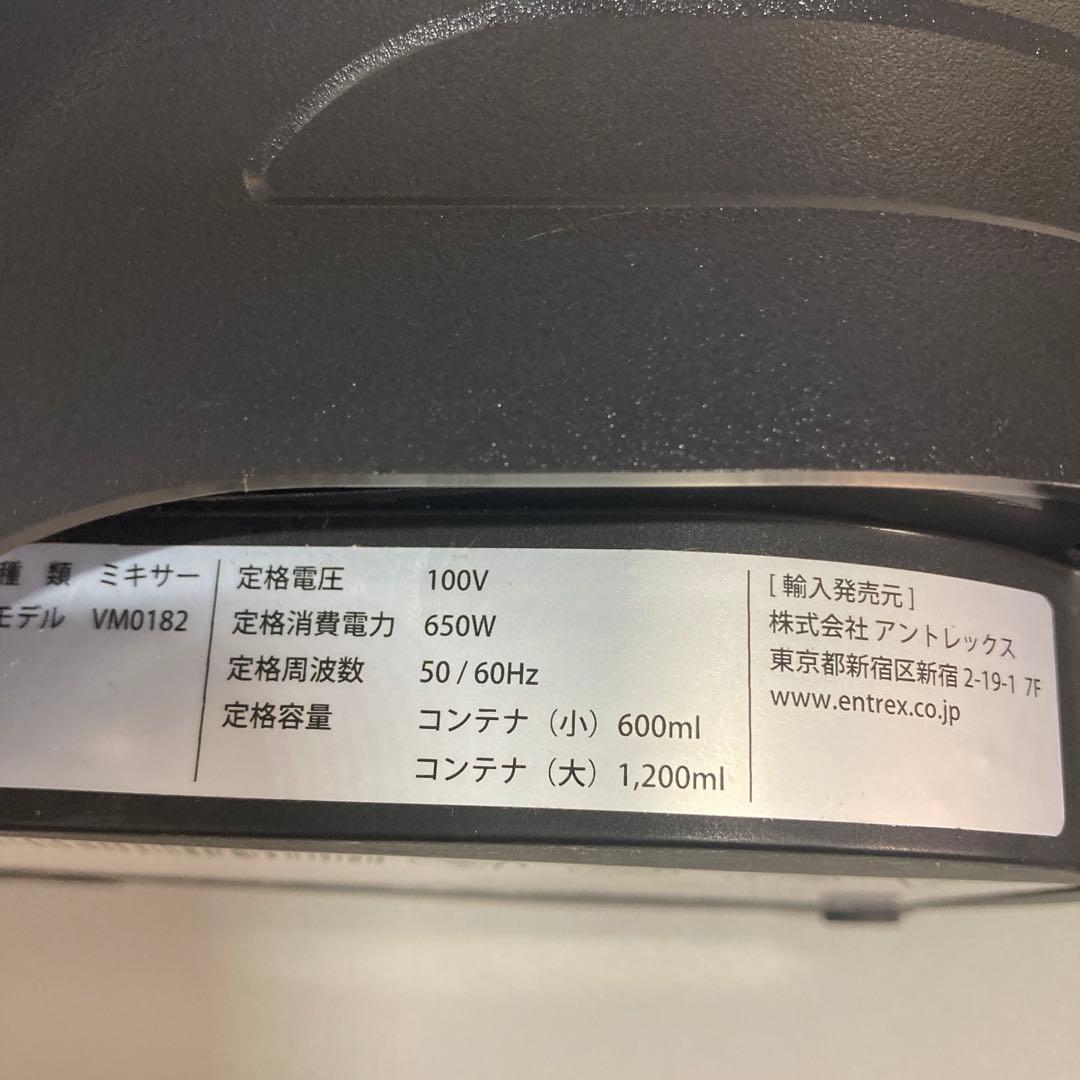 種 類 ミキサー
モデル VM0182
定格電圧 100V
定格消費電力 650W
定格周波数 50 / 60Hz
定格容量 コンテナ（小）600ml
コンテナ（大）1,200ml
[ 輸入発売元 ]
株式会社 アントレックス
東京都新宿区新宿 2-19-1 7F
www.entrex.co.jp